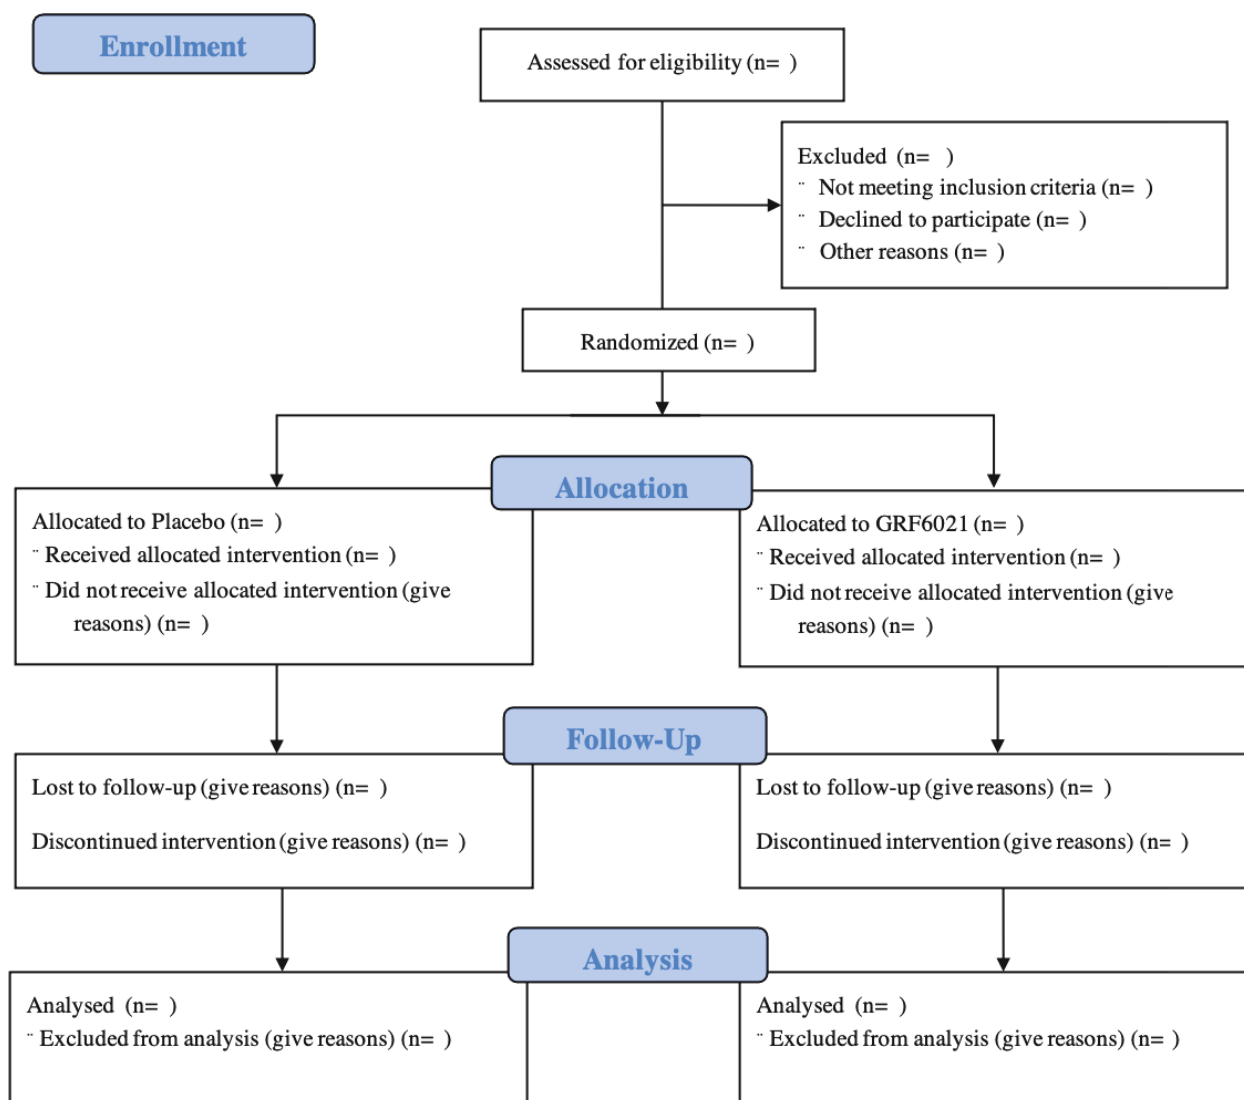 Enrollment
Assessed for eligibility (n=  )
Excluded  (n=   )
¨ Not meeting inclusion criteria (n=  )
¨ Declined to participate (n=  )
¨ Other reasons (n=  )
Randomized (n=  )
Allocation
Allocated to Placebo (n=  )
¨ Received allocated intervention (n=  )
¨ Did not receive allocated intervention (give
reasons) (n=  )
Allocated to GRF6021 (n=  )
¨ Received allocated intervention (n=  )
¨ Did not receive allocated intervention (give
reasons) (n=  )
Follow-Up
Lost to follow-up (give reasons) (n=  )
Discontinued intervention (give reasons) (n=  )
Lost to follow-up (give reasons) (n=  )
Discontinued intervention (give reasons) (n=  )
Analysis
Analysed  (n=  )
¨ Excluded from analysis (give reasons) (n=  )
Analysed  (n=  )
¨ Excluded from analysis (give reasons) (n=  )